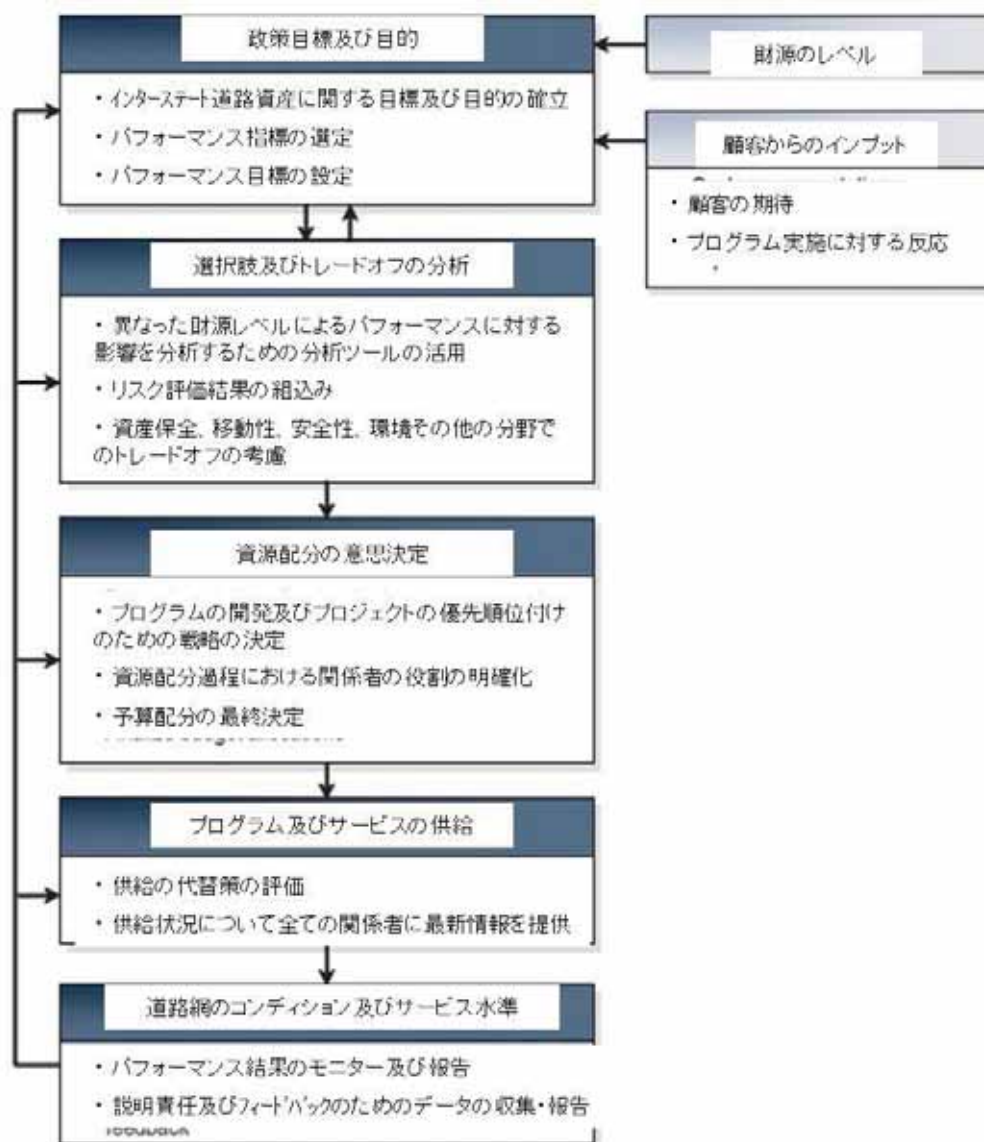 政策目標及び目的
・インターステート道路資産に関する目標及び目的の確立
・パフォーマンス指標の選定
・パフォーマンス目標の設定
財源のレベル
顧客からのインプット
・顧客の期待
・プログラム実施に対する反応
選択肢及びトレードオフの分析
・異なった財源レベルによるパフォーマンスに対する
影響を分析するための分析ツールの活用
・リスク評価結果の組込み
・資産保全、移動性、安全性、環境その他の分野で
のトレードオフの考慮
資源配分の意思決定
・プログラムの開発及びプロジェクトの優先順位付け
のための戦略の決定
・資源配分過程における関係者の役割の明確化
・予算配分の最終決定
プログラム及びサービスの供給
・供給の代替策の評価
・供給状況について全ての関係者に最新情報を提供
道路網のコンディション及びサービス水準
・パフォーマンス結果のモニター及び報告
・説明責任及びフィードバックのためのデータの収集・報告